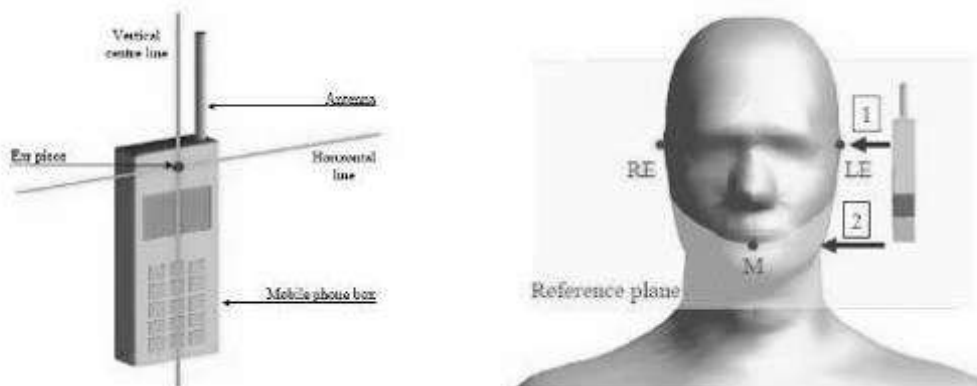 Vertical
centre line
Antenna
Ear piece
Horizontal
line
Mobile phone box
1
RE
LE
2
M
Reference plane